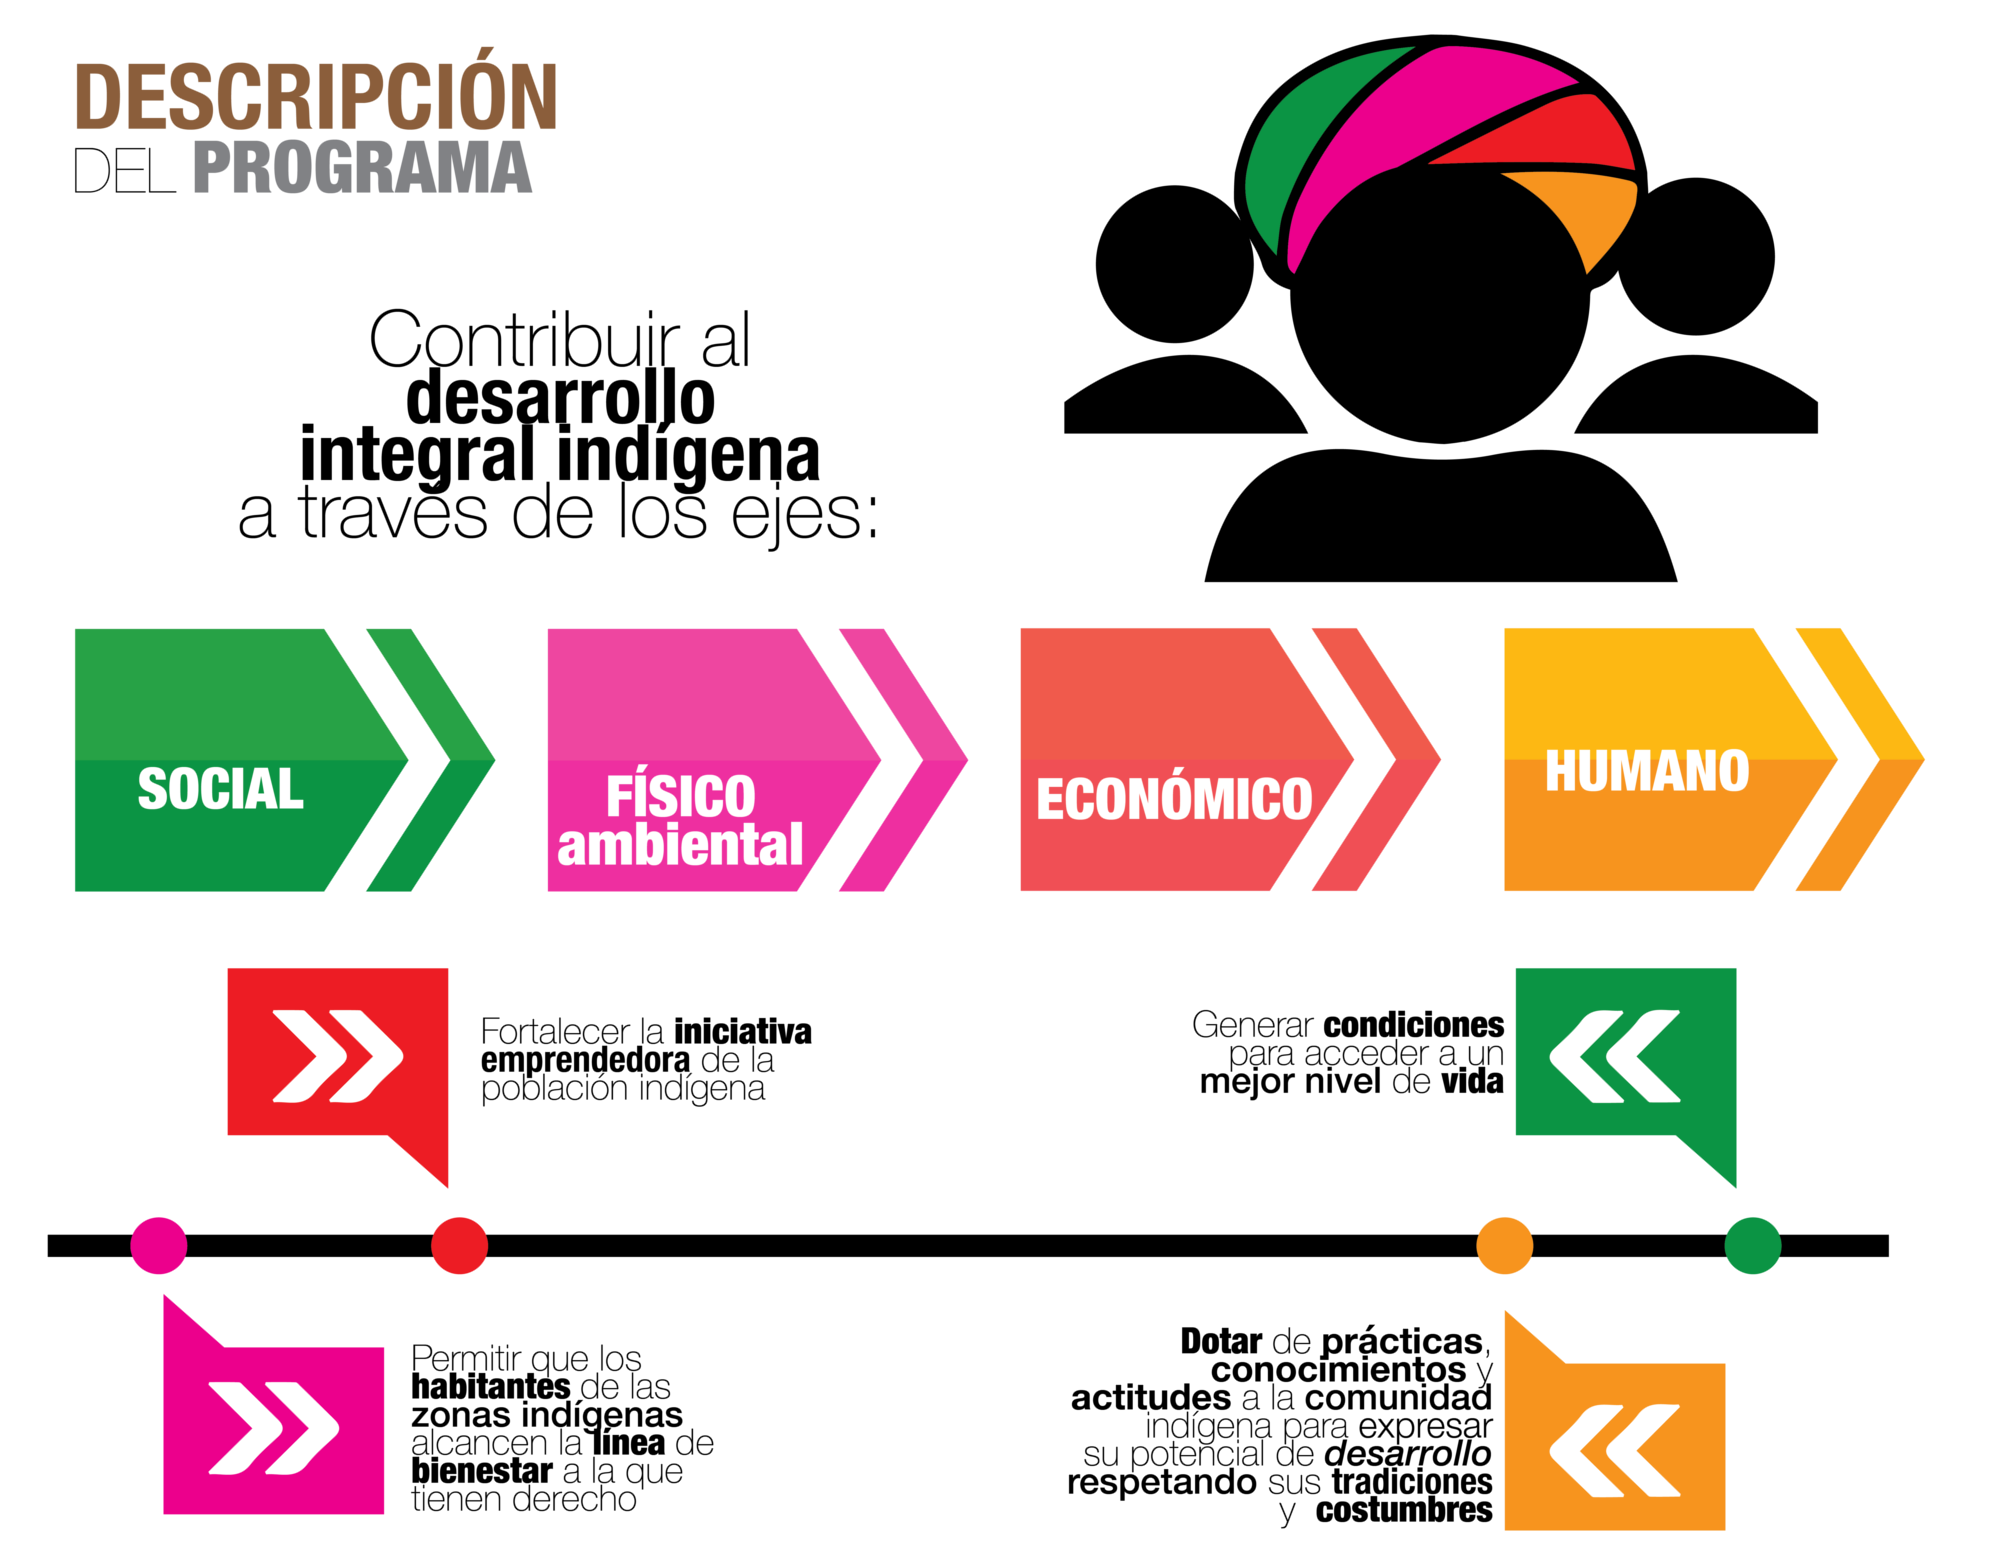 DESCRIPCIÓN
DEL PROGRAMA
Contribuir al
desarrollo
integral indígena
a través de los ejes:
SOCIAL
FÍSICO
ambiental
ECONÓMICO
HUMANO
Fortalecer la iniciativa
emprendedora de la
población indígena
Generar condiciones
para acceder a un
mejor nivel de vida
Permitir que los
habitantes de las
zonas indígenas
alcancen la línea de
bienestar a la que
tienen derecho
Dotar de prácticas,
conocimientos y
actitudes a la comunidad
indígena para expresar
su potencial de desarrollo
respetando sus tradiciones
y costumbres